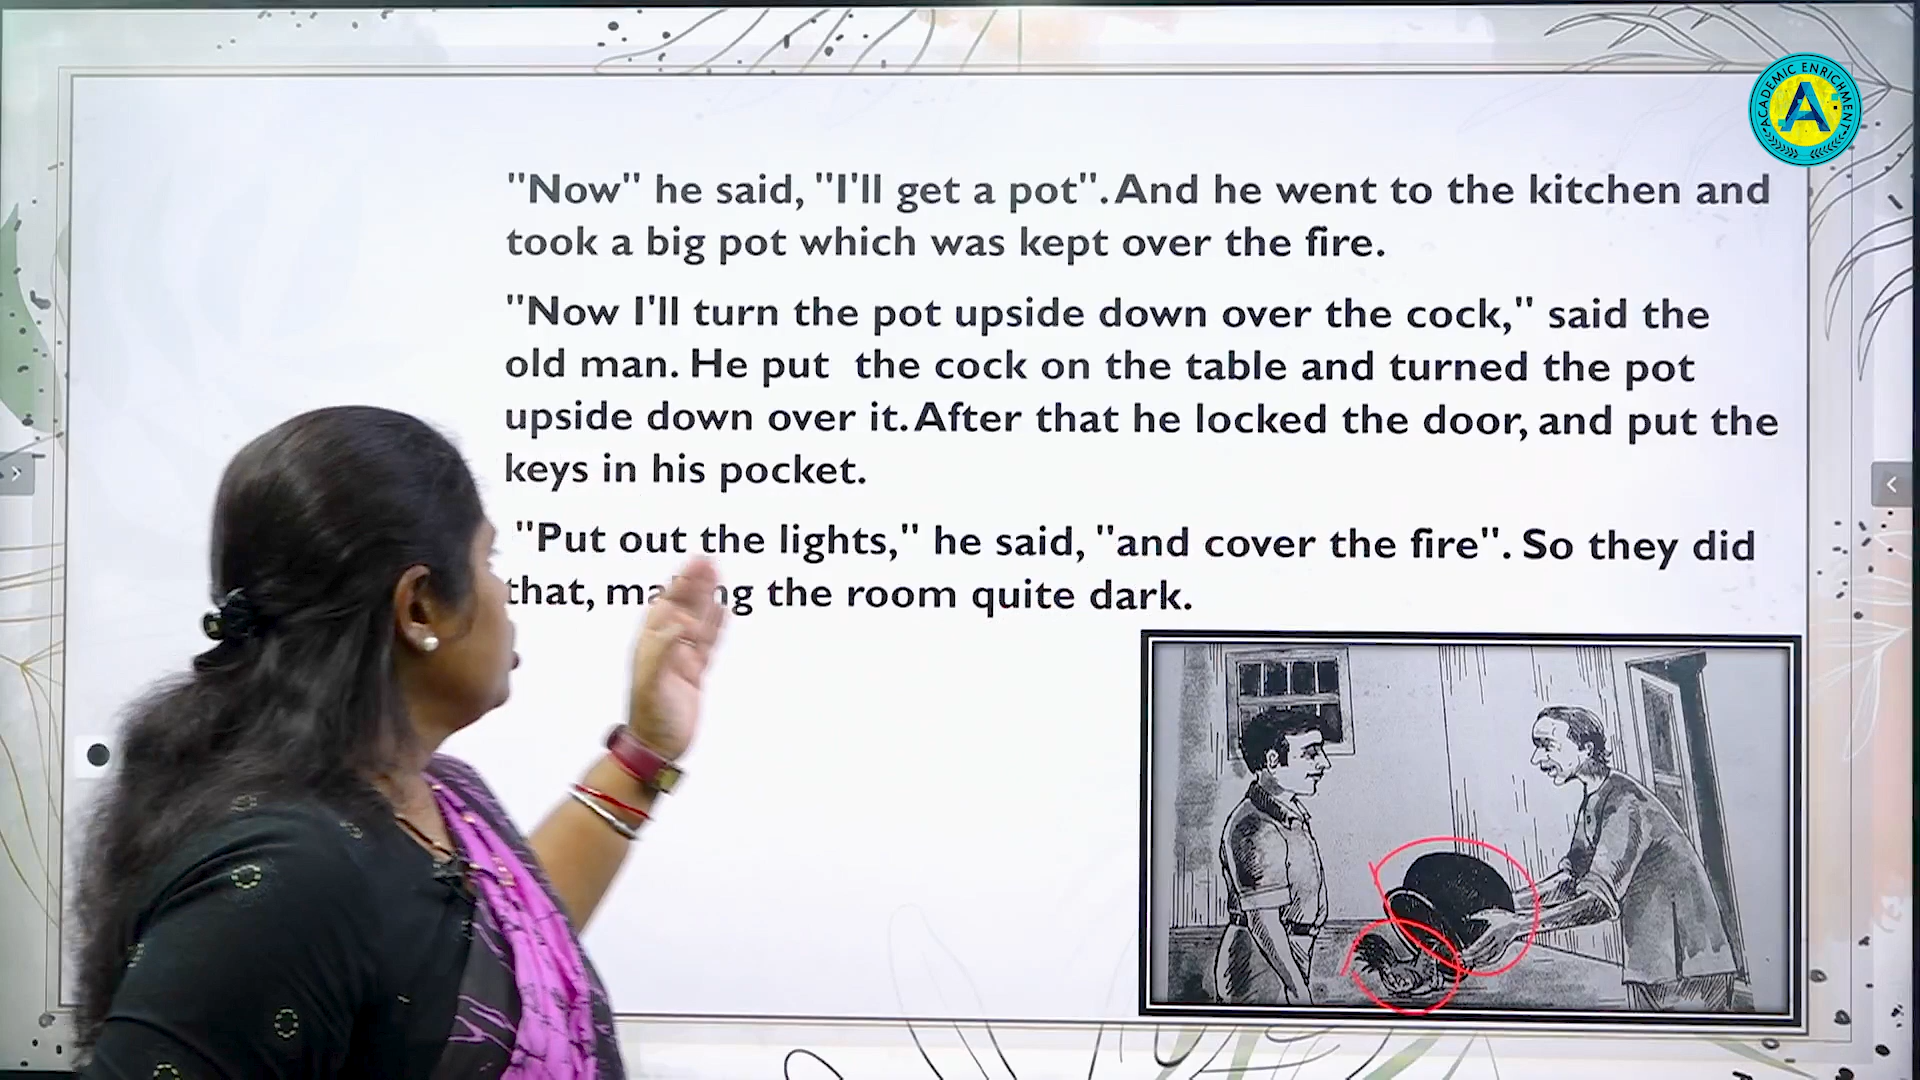 ACADEMIC ENRICHMENT
A
"Now" he said, "I'll get a pot". And he went to the kitchen and
took a big pot which was kept over the fire.
"Now I'll turn the pot upside down over the cock," said the
old man. He put the cock on the table and turned the pot
upside down over it. After that he locked the door, and put the
keys in his pocket.
"Put out the lights," he said, "and cover the fire". So they did
that, making the room quite dark.